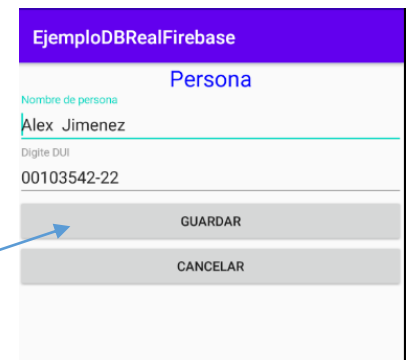 EjemploDBRealFirebase
Persona
Nombre de persona
Alex  Jimenez
Digite DUI
00103542-22
GUARDAR
CANCELAR